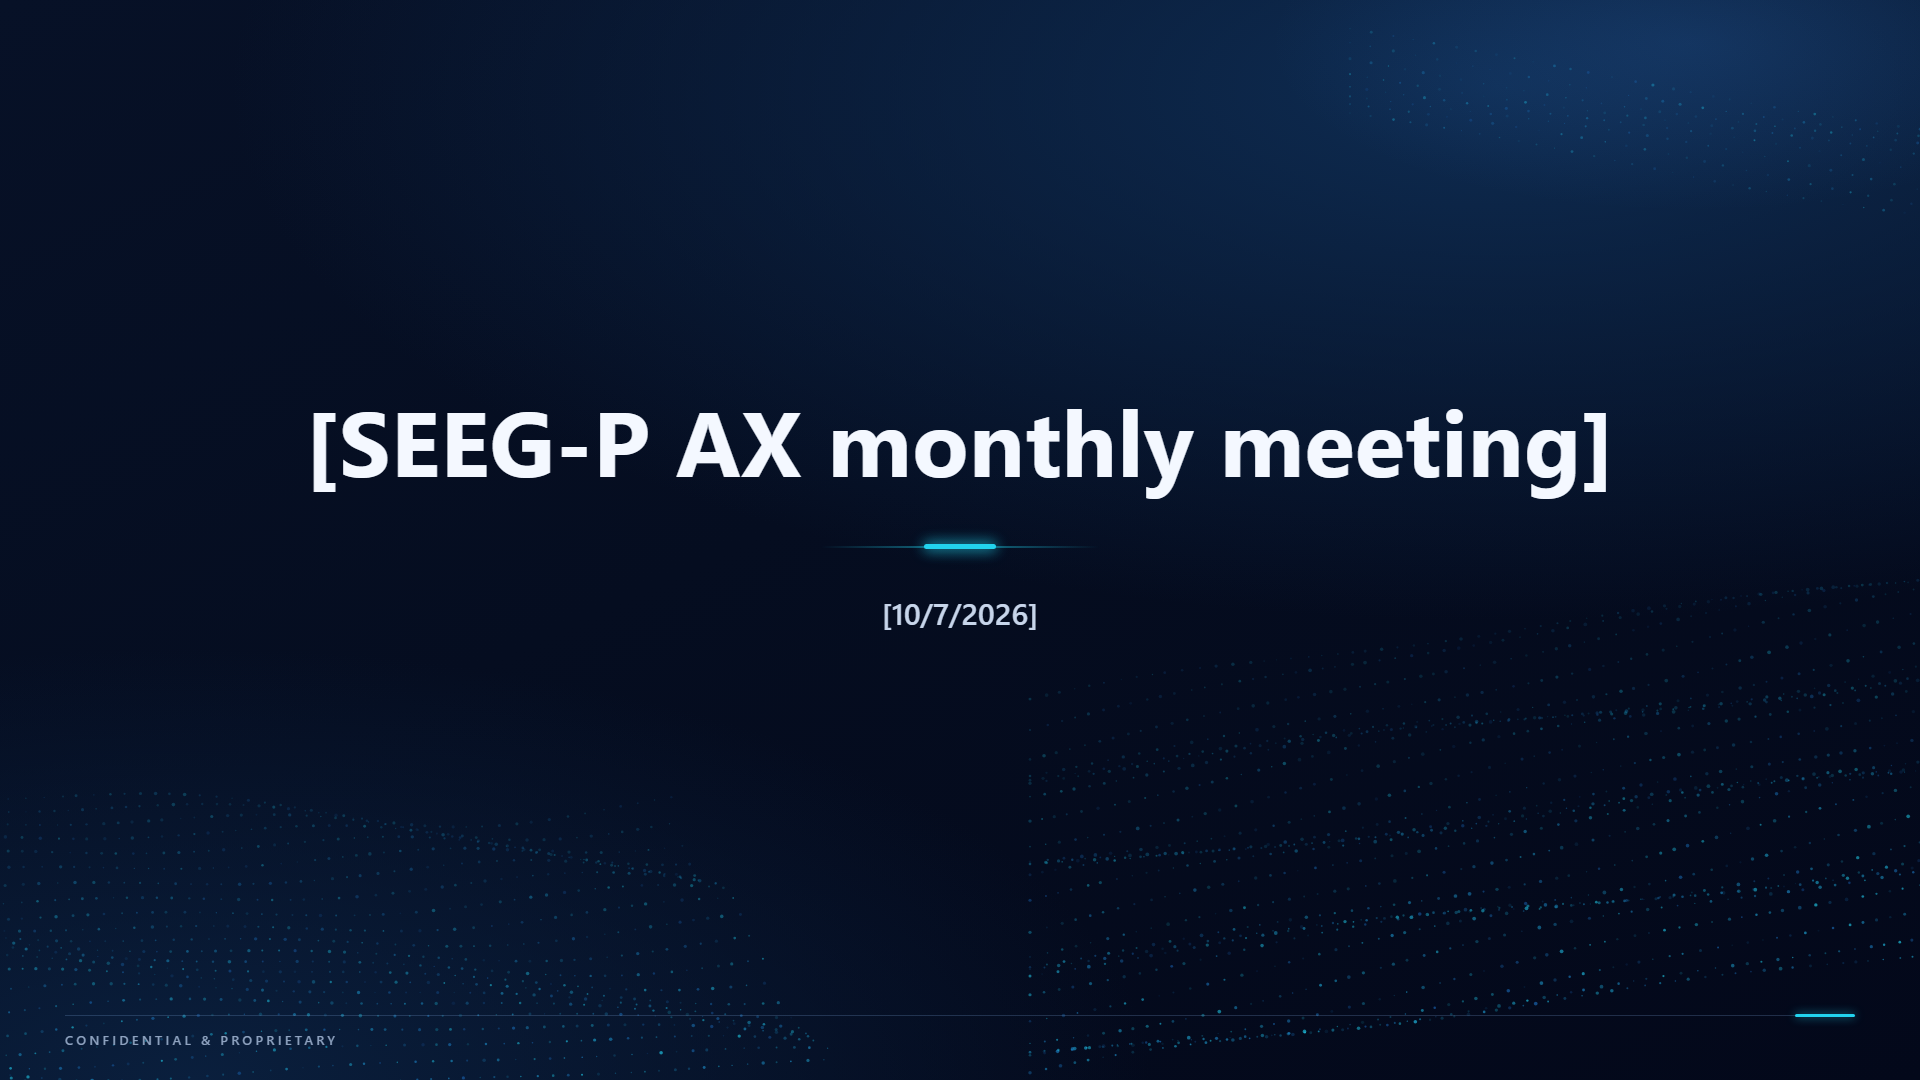 [SEEG-P AX monthly meeting]
[10/7/2026]
CONFIDENTIAL & PROPRIETARY